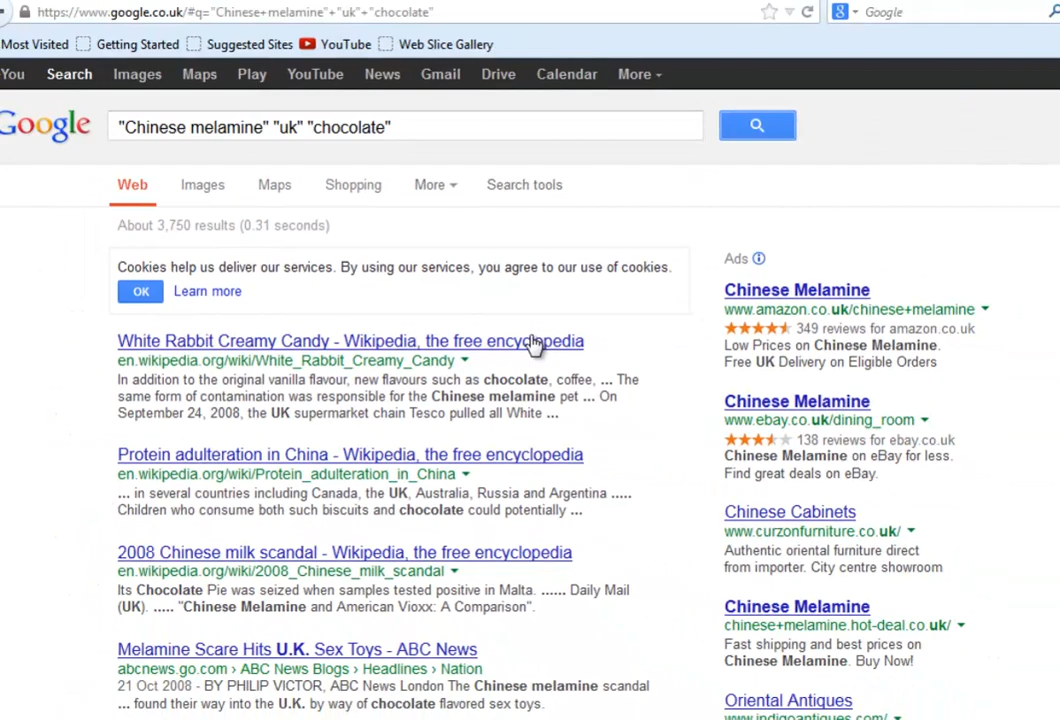 https://www.google.co.uk/#q="Chinese+melamine"+"uk"+"chocolate"
Google
Most Visited Getting Started Suggested Sites YouTube Web Slice Gallery
You Search Images Maps Play YouTube News Gmail Drive Calendar More
Google
"Chinese melamine" "uk" "chocolate"
Web Images Maps Shopping More Search tools
About 3,750 results (0.31 seconds)
Cookies help us deliver our services. By using our services, you agree to our use of cookies.
OK Learn more
White Rabbit Creamy Candy - Wikipedia, the free encyclopedia
en.wikipedia.org/wiki/White_Rabbit_Creamy_Candy
In addition to the original vanilla flavour, new flavours such as chocolate, coffee, ... The
same form of contamination was responsible for the Chinese melamine pet ... On
September 24, 2008, the UK supermarket chain Tesco pulled all White ...
Protein adulteration in China - Wikipedia, the free encyclopedia
en.wikipedia.org/wiki/Protein_adulteration_in_China
... in several countries including Canada, the UK, Australia, Russia and Argentina .....
Children who consume both such biscuits and chocolate could potentially ...
2008 Chinese milk scandal - Wikipedia, the free encyclopedia
en.wikipedia.org/wiki/2008_Chinese_milk_scandal
Its Chocolate Pie was seized when samples tested positive in Malta. ...... Daily Mail
(UK). ..... "Chinese Melamine and American Vioxx: A Comparison".
Melamine Scare Hits U.K. Sex Toys - ABC News
abcnews.go.com › ABC News Blogs › Headlines › Nation
21 Oct 2008 - BY PHILIP VICTOR, ABC News London The Chinese melamine scandal
... found their way into the U.K. by way of chocolate flavored sex toys.
Ads
Chinese Melamine
www.amazon.co.uk/chinese+melamine
349 reviews for amazon.co.uk
Low Prices on Chinese Melamine.
Free UK Delivery on Eligible Orders
Chinese Melamine
www.ebay.co.uk/dining_room
138 reviews for ebay.co.uk
Chinese Melamine on eBay for less.
Find great deals on eBay.
Chinese Cabinets
www.curzonfurniture.co.uk/
Authentic oriental furniture direct
from importer. City centre showroom
Chinese Melamine
chinese+melamine.hot-deal.co.uk/
Fast shipping and best prices on
Chinese Melamine. Buy Now!
Oriental Antiques
www.indigoantiques.com/